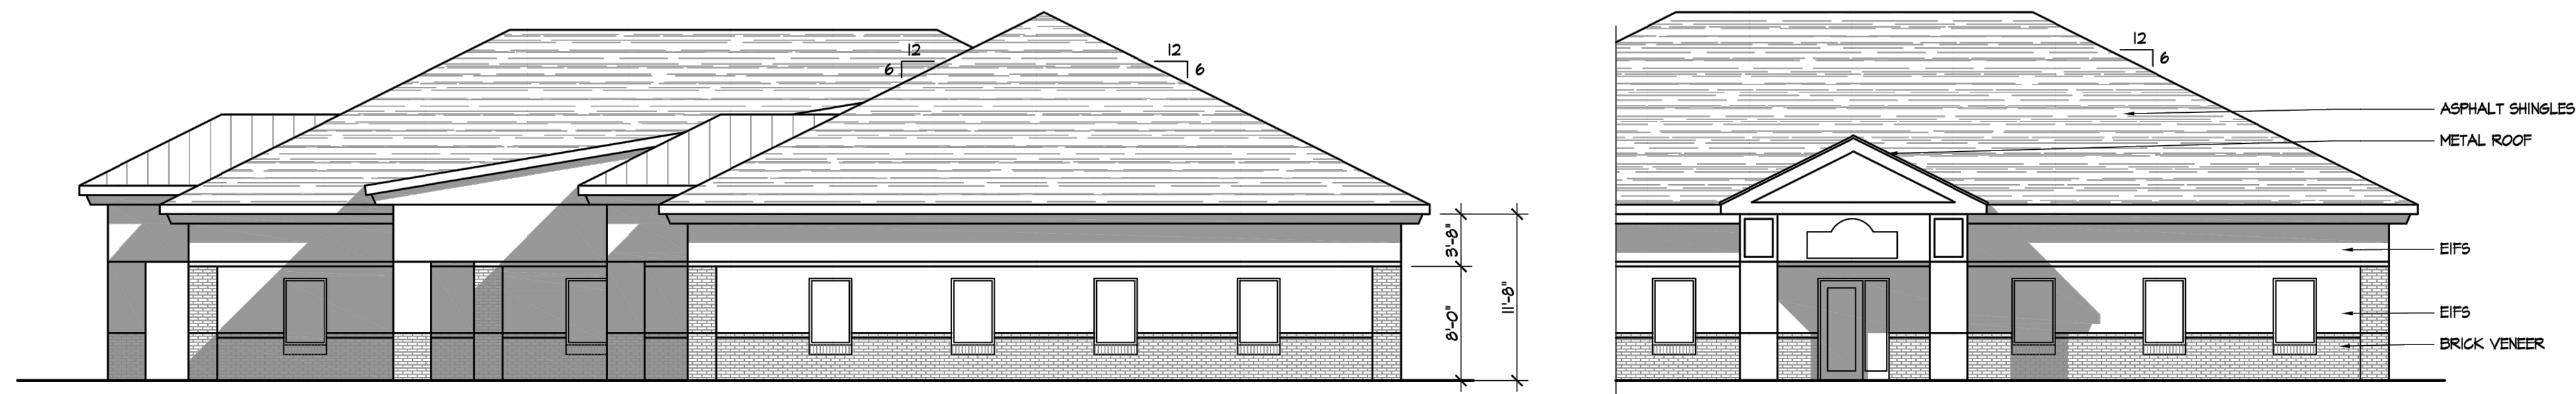 12
6
12
6
3'-8"
8'-0"
11'-8"
12
6
ASPHALT SHINGLES
METAL ROOF
EIFS
EIFS
BRICK VENEER